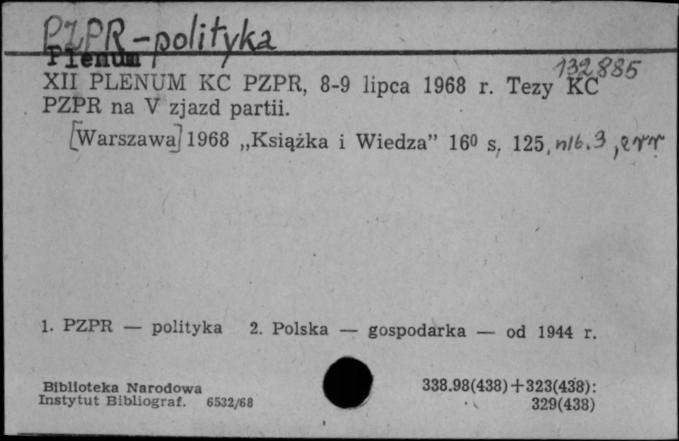 PZPR - polityka
Plenum
132885
XII PLENUM KC PZPR, 8-9 lipca 1968 r. Tezy KC
PZPR na V zjazd partii.
[Warszawa] 1968 „Książka i Wiedza” 16⁰ s. 125, nlb. 3,
1. PZPR — polityka 2. Polska — gospodarka — od 1944 r.
Biblioteka Narodowa
Instytut Bibliograf. 6532/68
338.98(438)+323(438):
329(438)